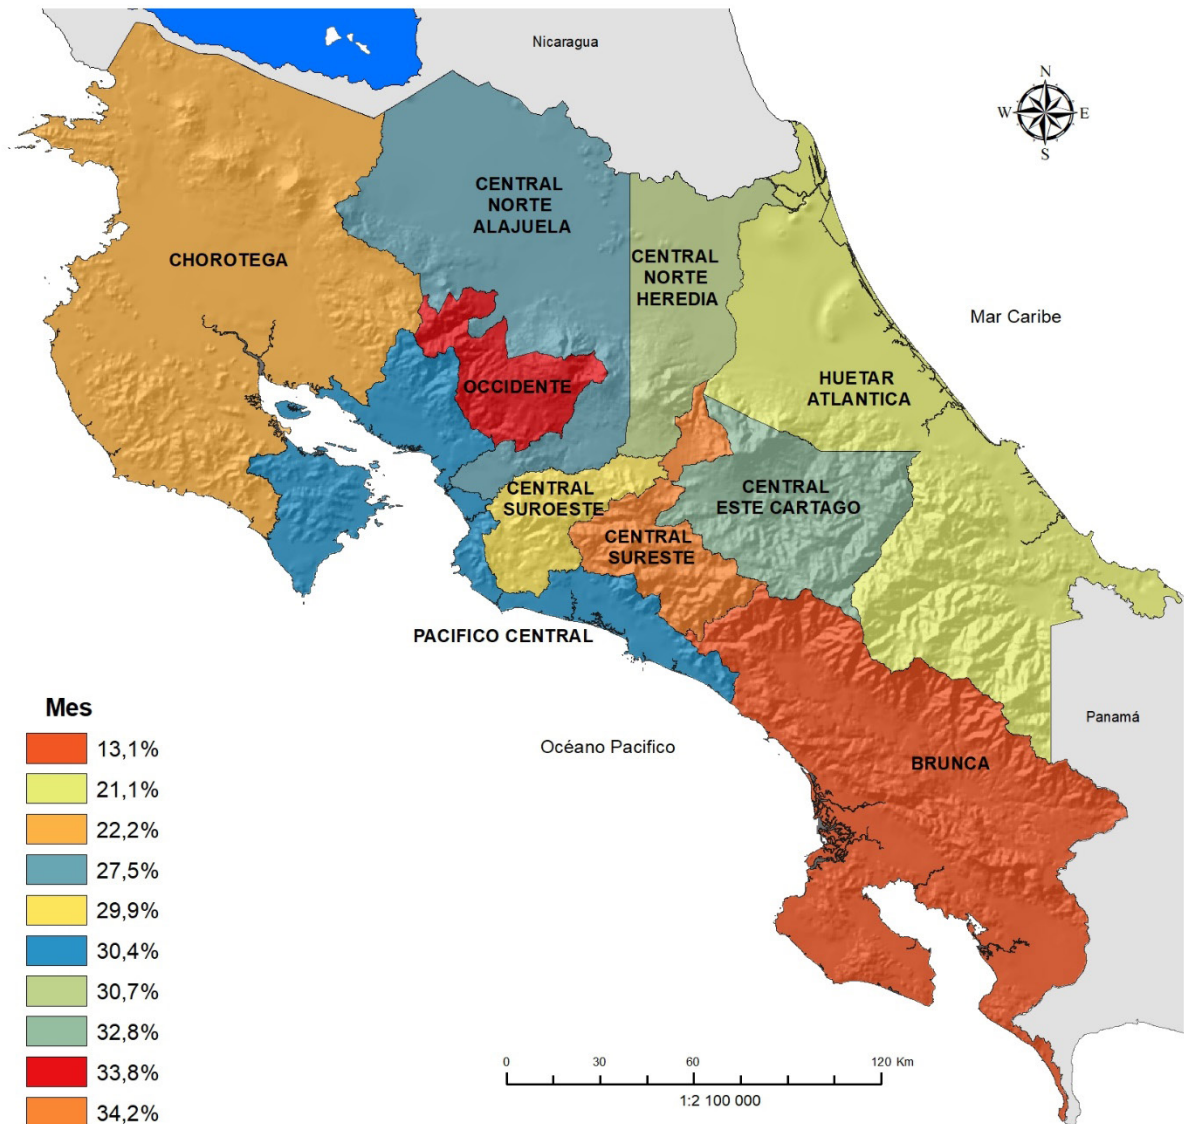 Nicaragua
N
W
E
S
CENTRAL
NORTE
ALAJUELA
CHOROTEGA
CENTRAL
NORTE
HEREDIA
Mar Caribe
OCCIDENTE
HUETAR
ATLANTICA
CENTRAL
SUROESTE
CENTRAL
ESTE CARTAGO
CENTRAL
SURESTE
PACIFICO CENTRAL
Panamá
Océano Pacifico
BRUNCA
Mes
13,1%
21,1%
22,2%
27,5%
29,9%
30,4%
30,7%
32,8%
33,8%
34,2%
0 30 60 120 Km
1:2 100 000